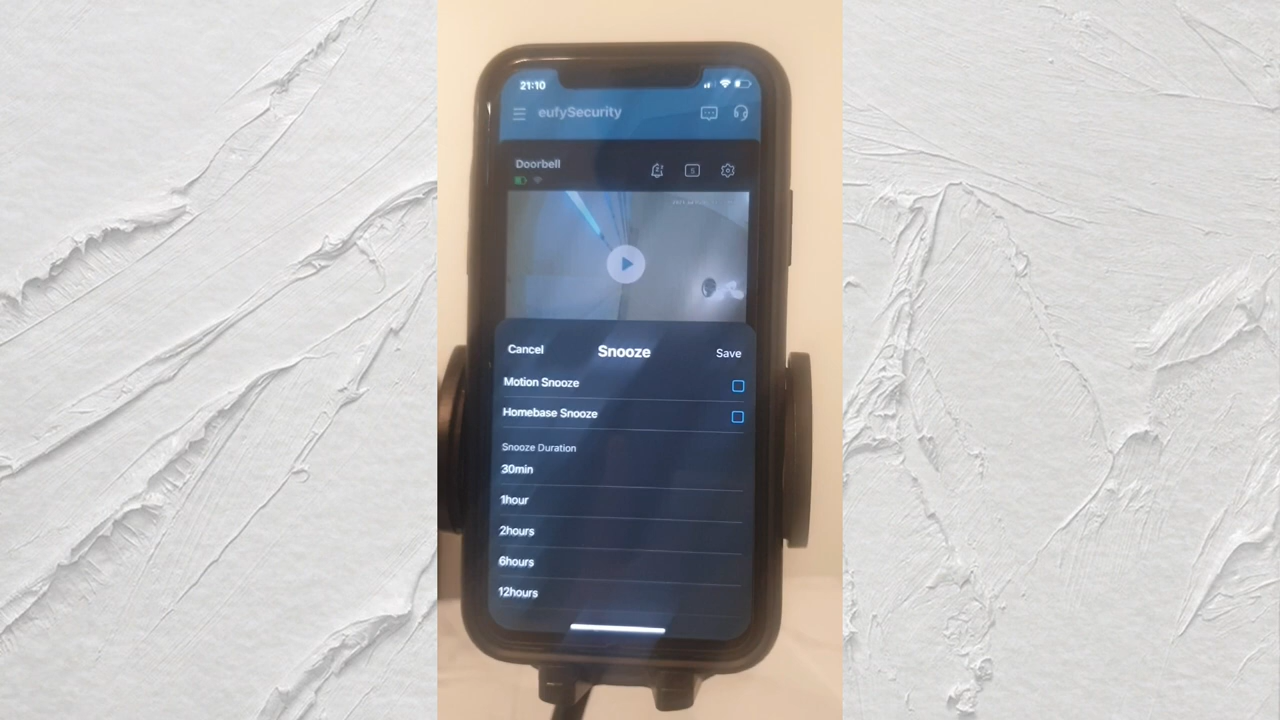 21:10
eufySecurity
Doorbell
Cancel Snooze Save
Motion Snooze
Homebase Snooze
Snooze Duration
30min
1hour
2hours
6hours
12hours